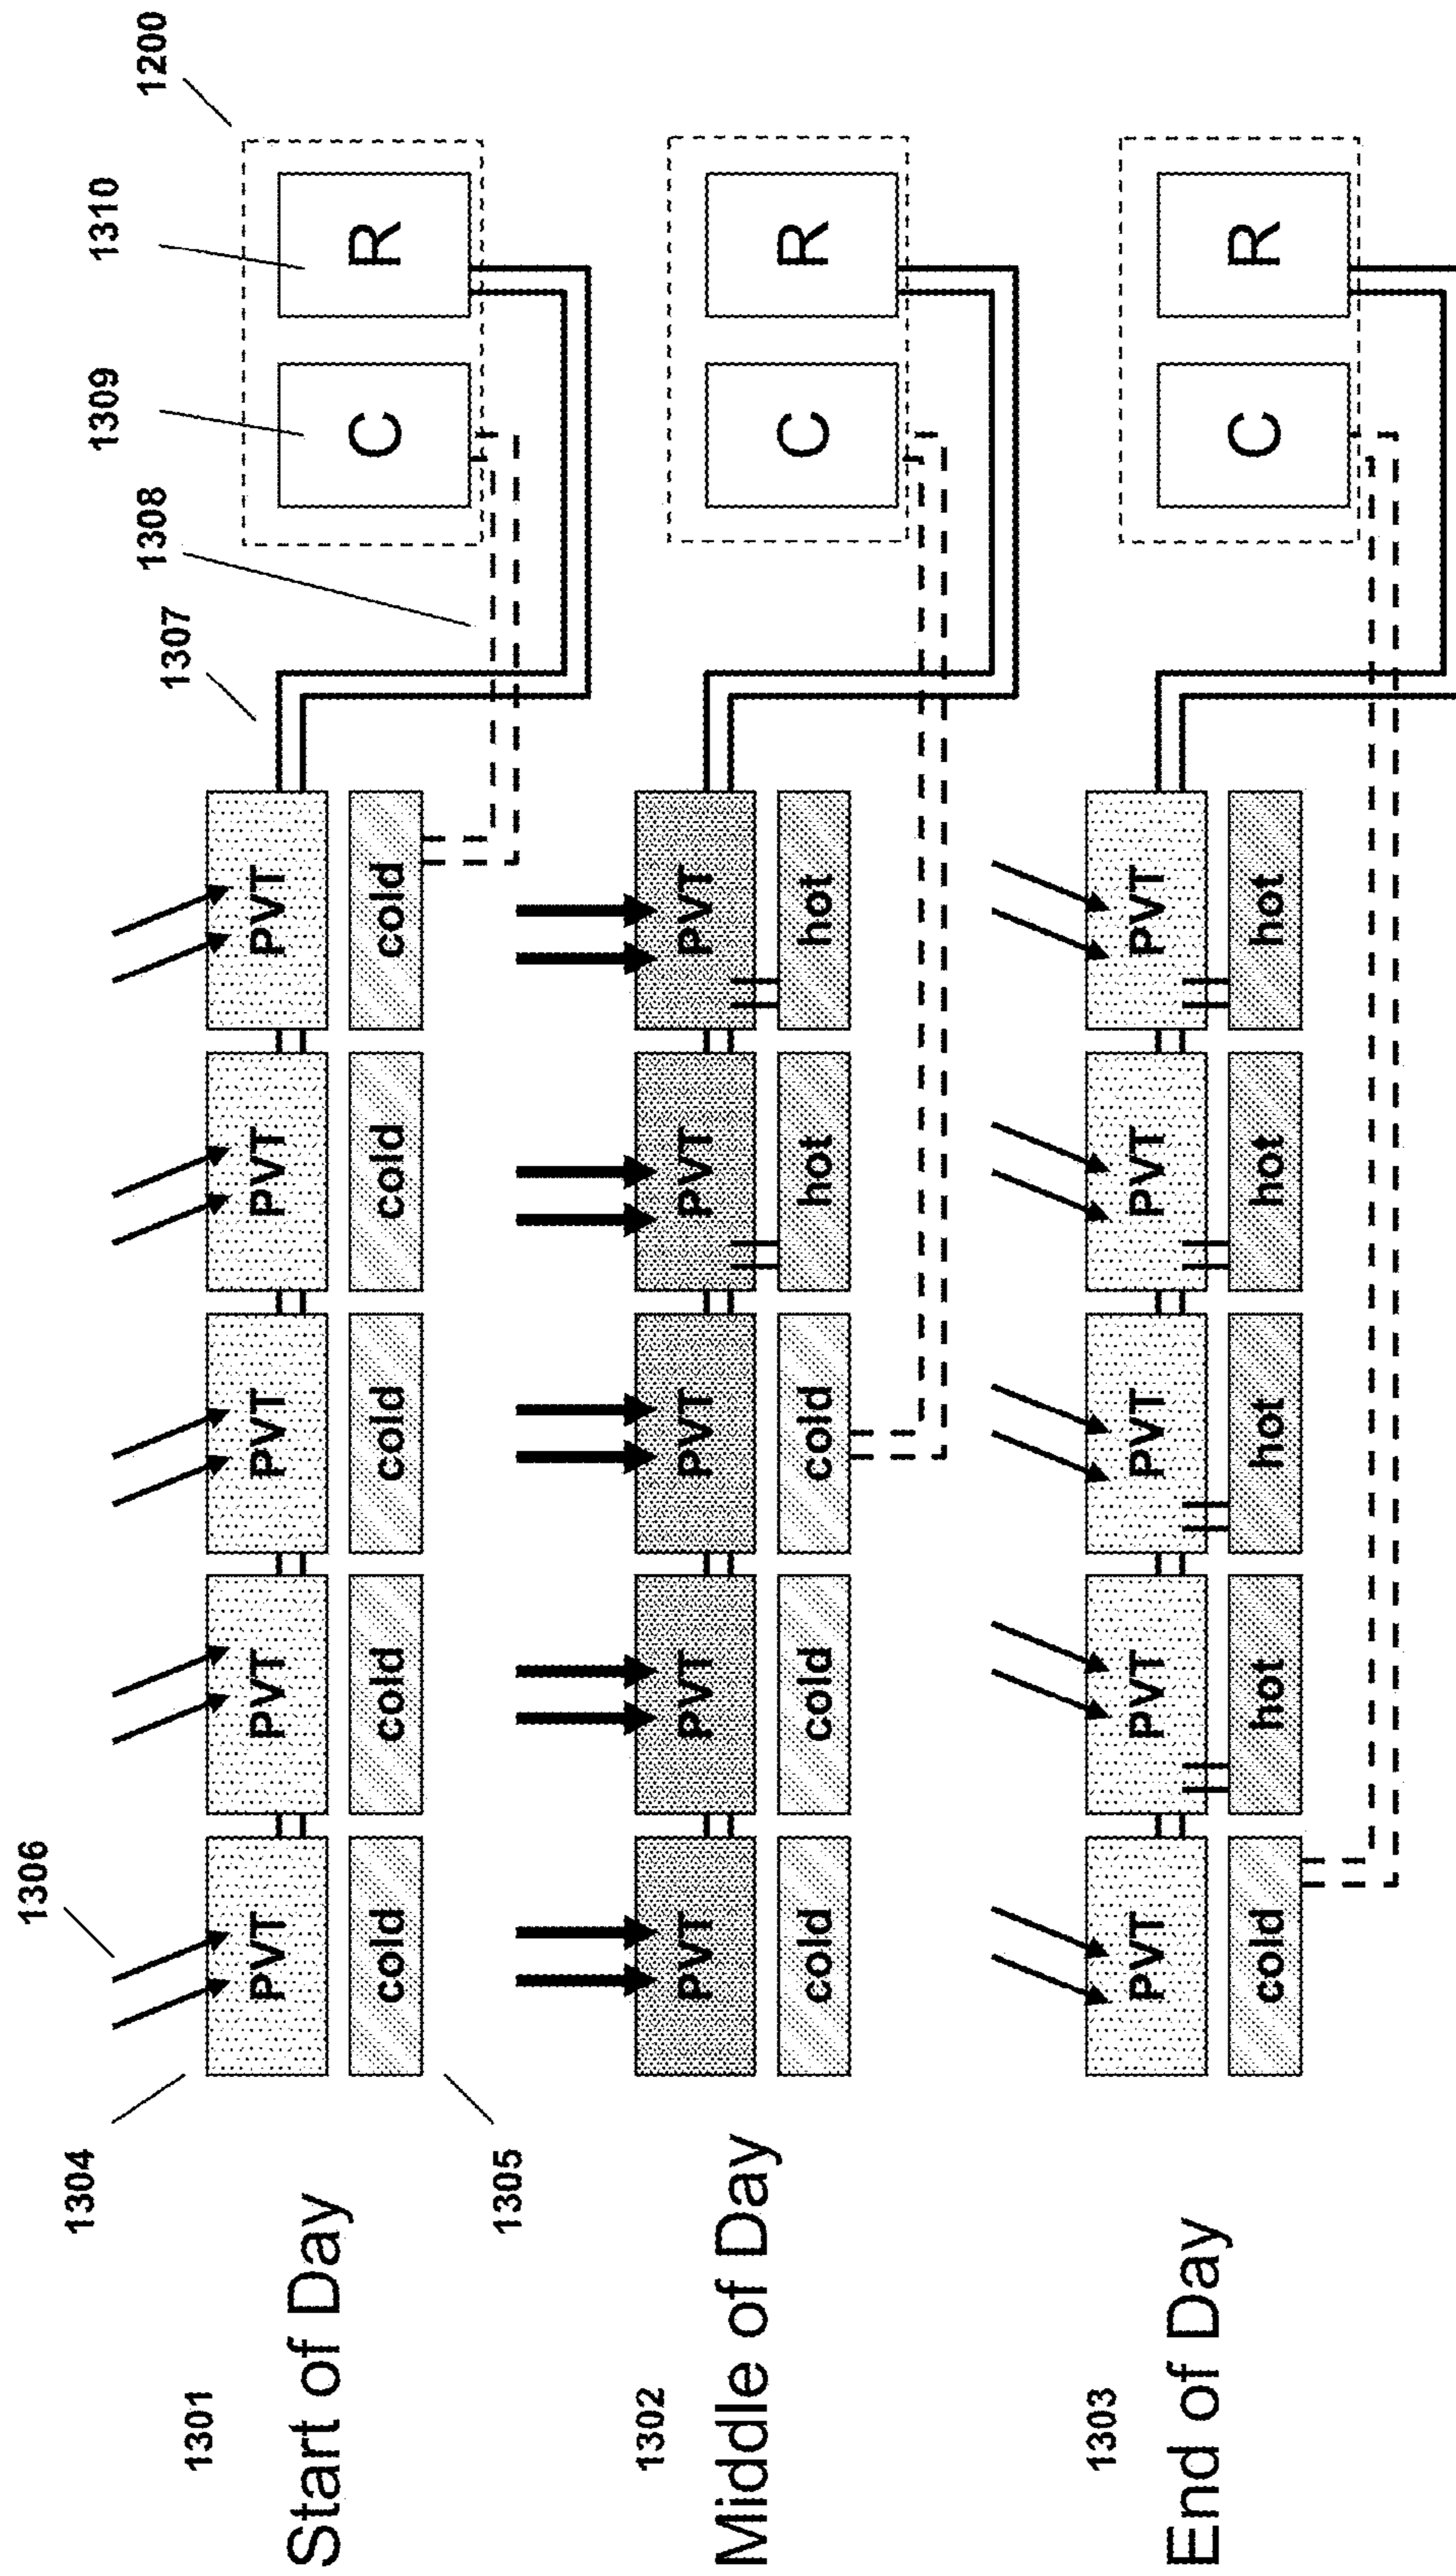 1200
1310
1309
1308
1307
1306
1304
1305
1301
Start of Day
PVT PVT PVT PVT PVT
cold cold cold cold cold
C R
1302
Middle of Day
PVT PVT PVT PVT PVT
cold cold cold hot hot
C R
1303
End of Day
PVT PVT PVT PVT PVT
cold hot hot hot hot
C R